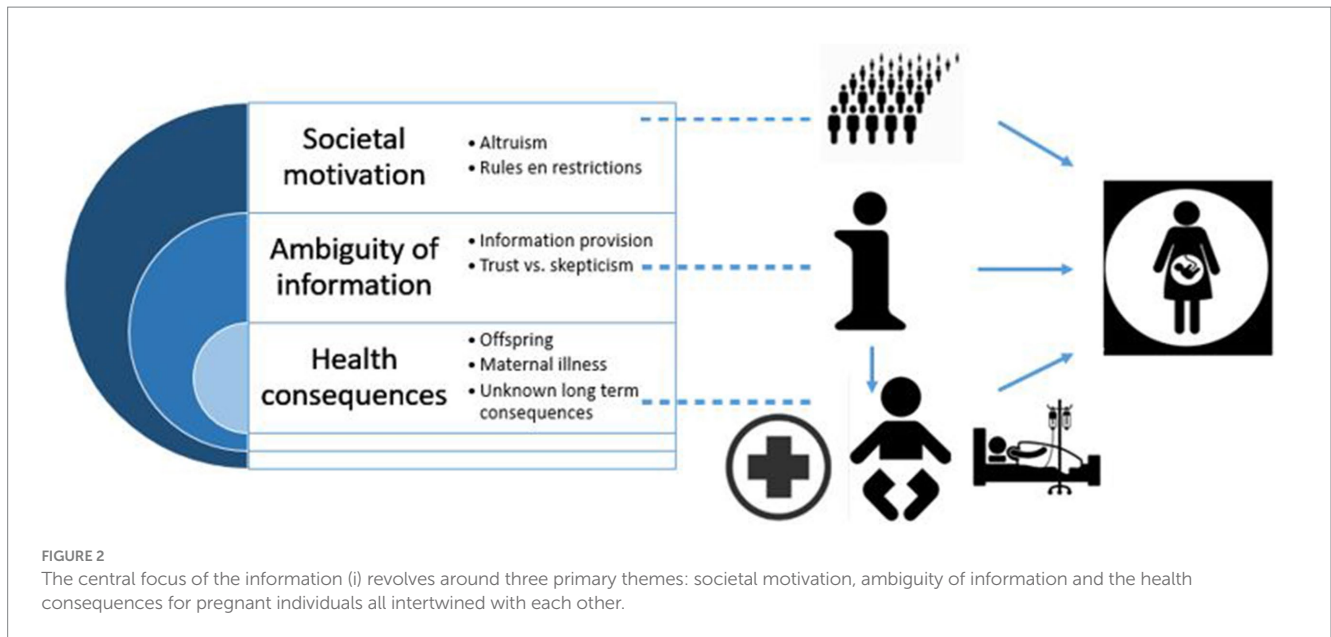 Societal
motivation
• Altruism
• Rules en restrictions
Ambiguity of
information
• Information provision
• Trust vs. skepticism
Health
consequences
• Offspring
• Maternal illness
• Unknown long term
consequences
i
FIGURE 2
The central focus of the information (i) revolves around three primary themes: societal motivation, ambiguity of information and the health
consequences for pregnant individuals all intertwined with each other.